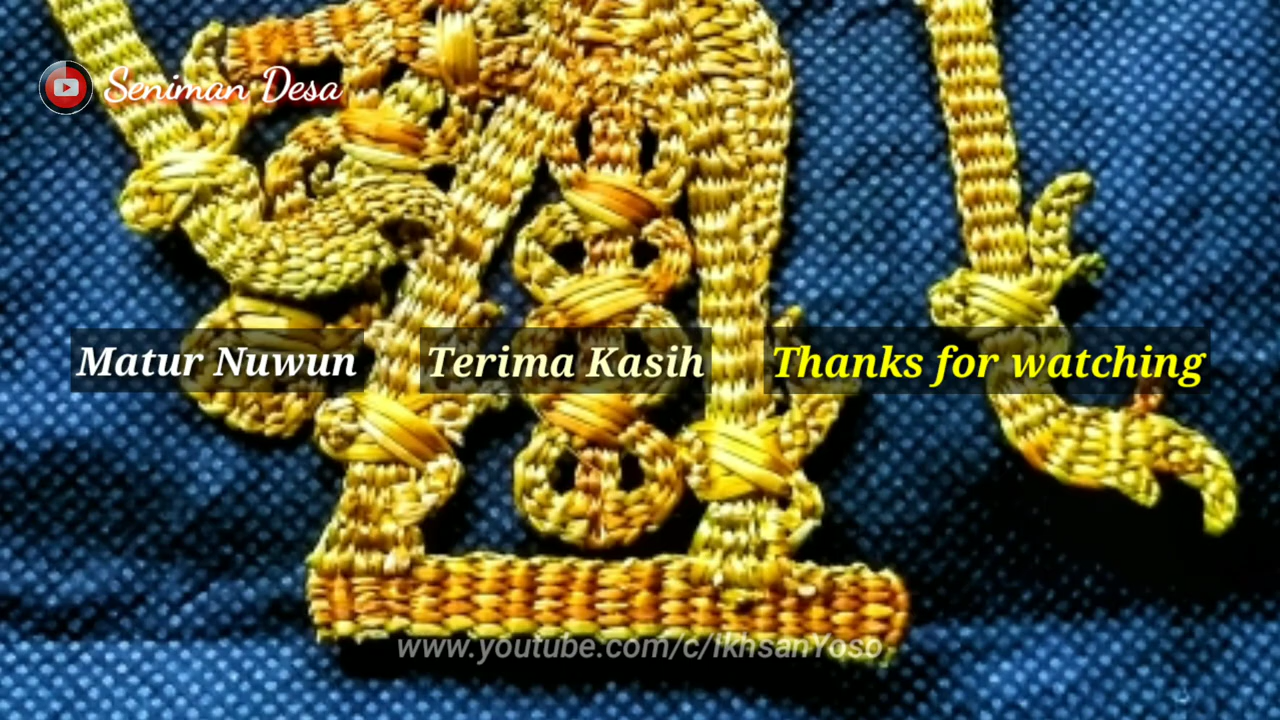 Seniman Desa
Matur Nuwun Terima Kasih Thanks for watching
www.youtube.com/c/IkhsanYoso